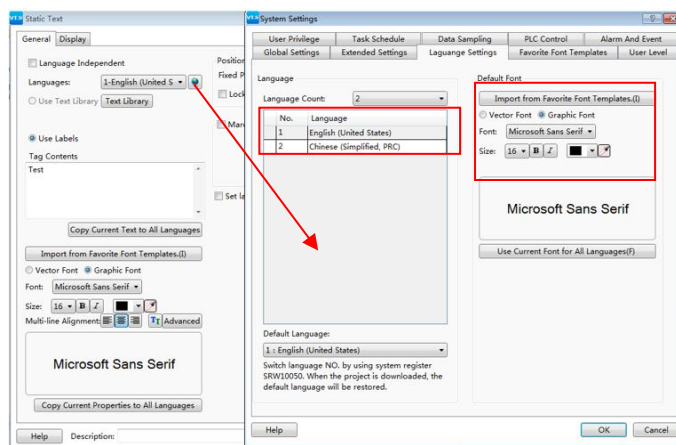 Static Text
General Display
Language Independent
Languages: 1-English (United S
Use Text Library Text Library
Use Labels
Tag Contents
Test
Copy Current Text to All Languages
Import from Favorite Font Templates.(I)
Vector Font Graphic Font
Font: Microsoft Sans Serif
Size: 16 B I
Multi-line Alignment: Advanced
Microsoft Sans Serif
Copy Current Properties to All Languages
Help Description:
Position
Fixed P
Lock
Set la
System Settings
User Privilege Task Schedule Data Sampling PLC Control Alarm And Event
Global Settings Extended Settings Laguange Settings Favorite Font Templates User Level
Language
Language Count: 2
No. Language
1 English (United States)
2 Chinese (Simplified, PRC)
Default Language:
1 : English (United States)
Switch language NO. by using system register
SRW10050. When the project is downloaded, the
default language will be restored.
Default Font
Import from Favorite Font Templates.(I)
Vector Font Graphic Font
Font: Microsoft Sans Serif
Size: 16 B I
Microsoft Sans Serif
Use Current Font for All Languages(F)
Help OK Cancel